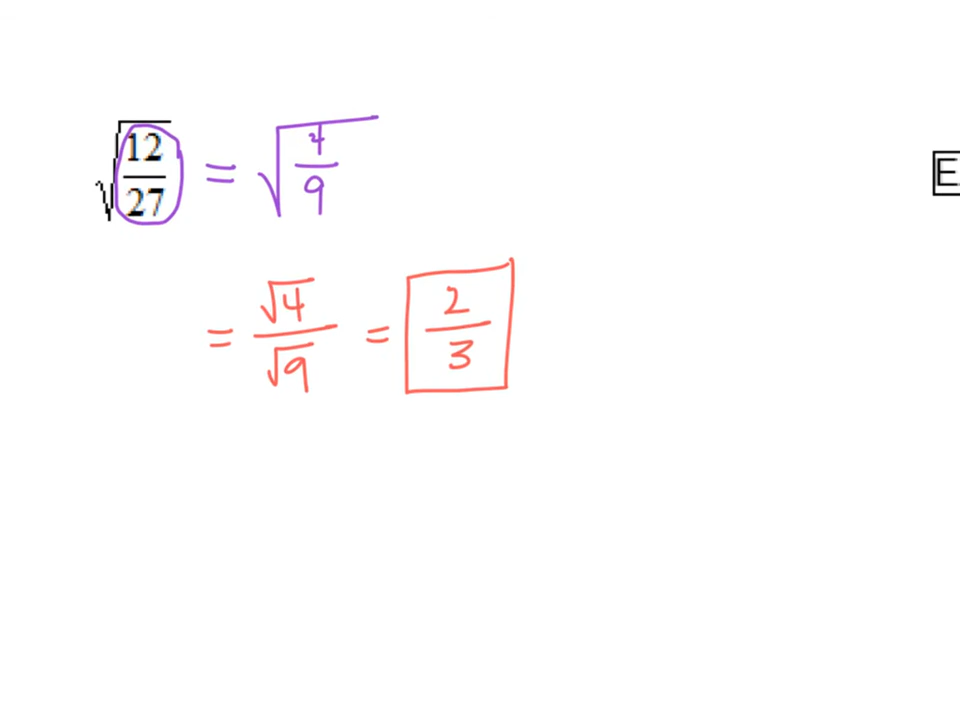 √(12/27) = √(4/9)
= √4/√9 = 2/3
E